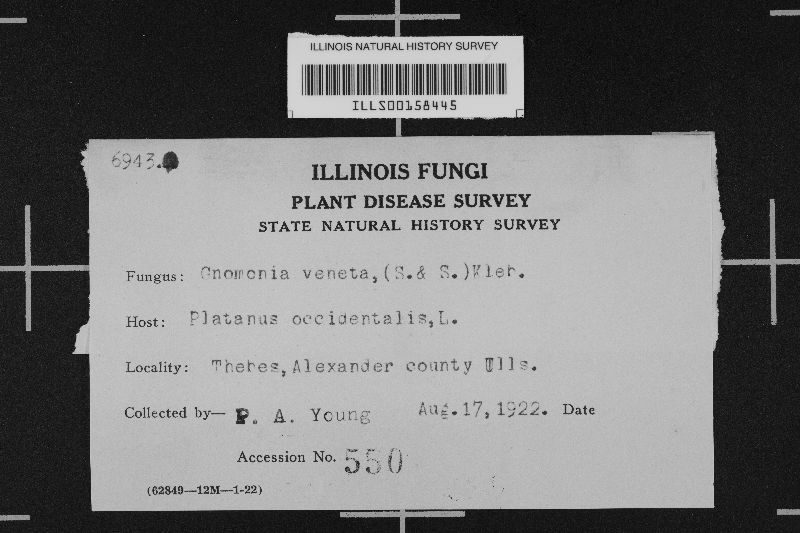 ILLINOIS NATURAL HISTORY SURVEY
ILLS00158445
6943.
ILLINOIS FUNGI
PLANT DISEASE SURVEY
STATE NATURAL HISTORY SURVEY
Fungus: Gnomonia veneta,(S.& S.)Kleb.
Host: Platanus occidentalis,L.
Locality: Thebes,Alexander county Ills.
Collected by— P. A. Young Aug.17,1922. Date
Accession No. 550
(62849—12M—1-22)